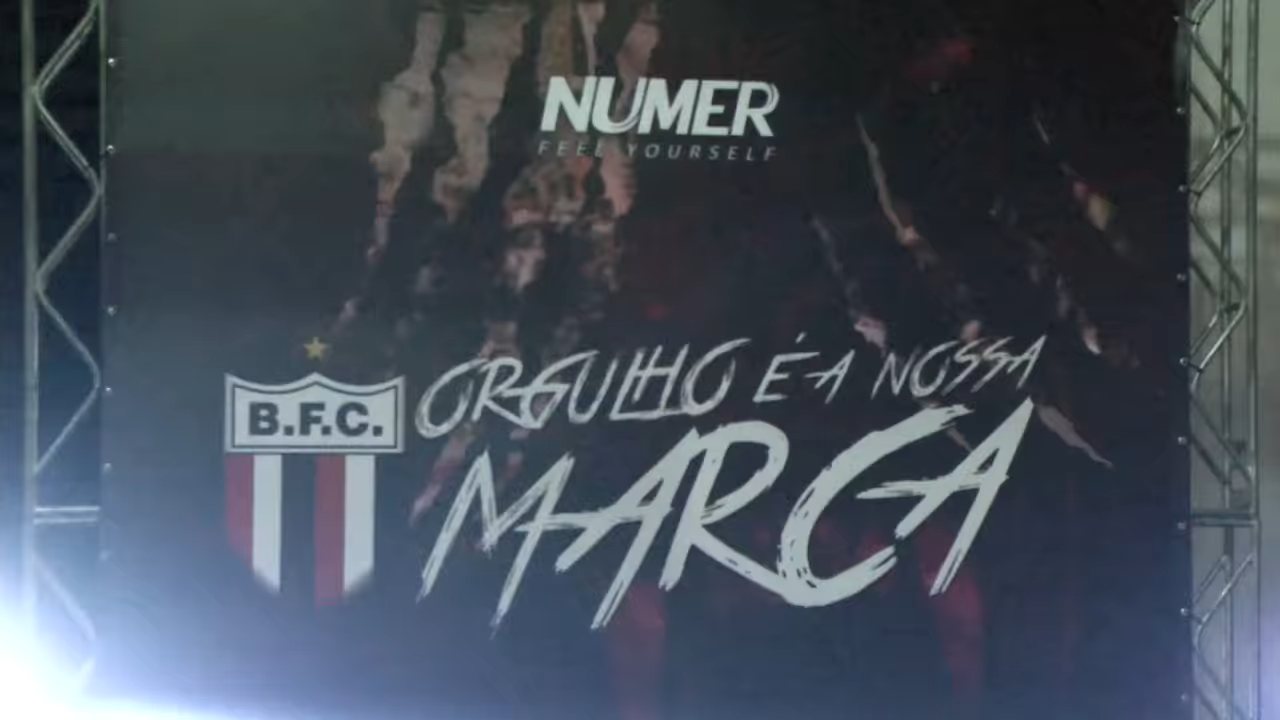 NUMER
FEEL YOURSELF
B.F.C.
ORGULHO É A NOSSA
MARCA